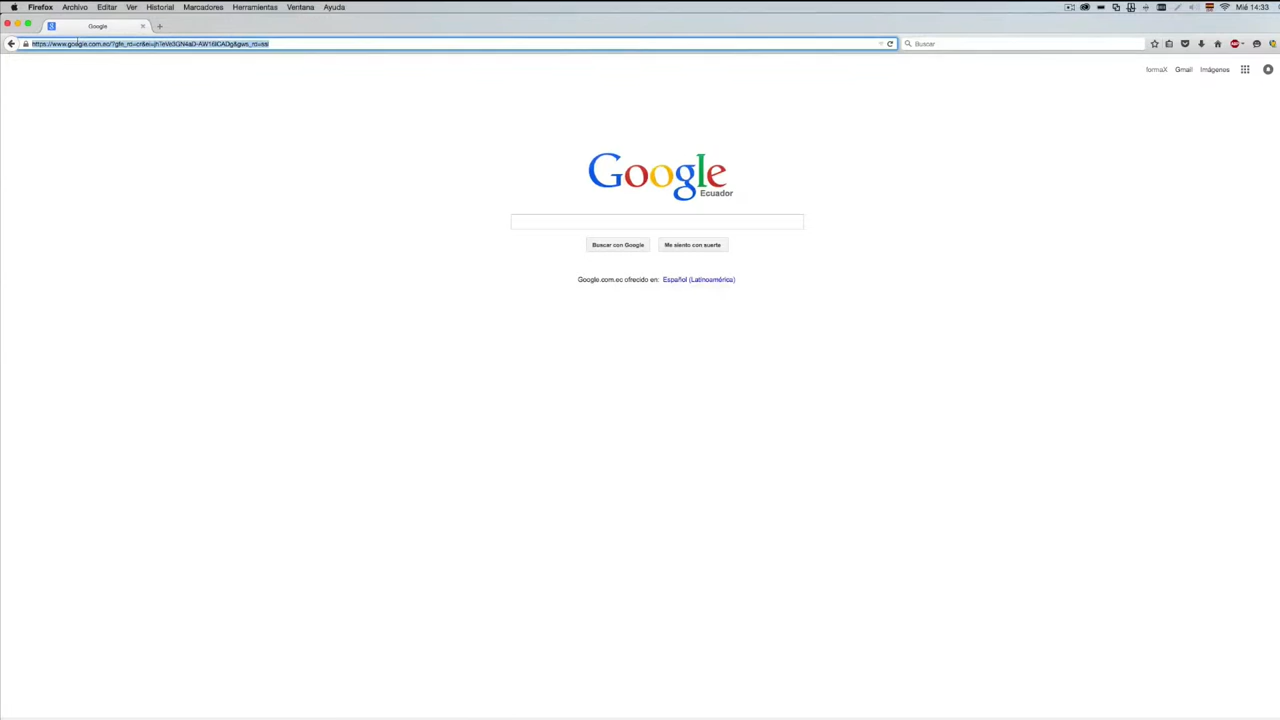 Firefox Archivo Editar Ver Historial Marcadores Herramientas Ventana Ayuda Mié 14:33
Google
Buscar
formaX Gmail Imágenes
Google
Ecuador
Buscar con Google Me siento con suerte
Google.com.ec ofrecido en: Español (Latinoamérica)